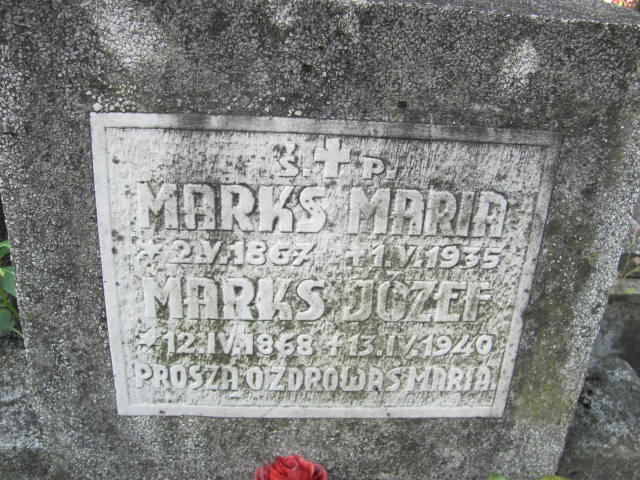 Ś. ✝ P.
MARKS MARIA
* 2.V.1867 + 1.V.1935
MARKS JÓZEF
* 12.IV.1868 + 13.IV.1940
PROSZĄ O ZDROWAŚ MARIA.